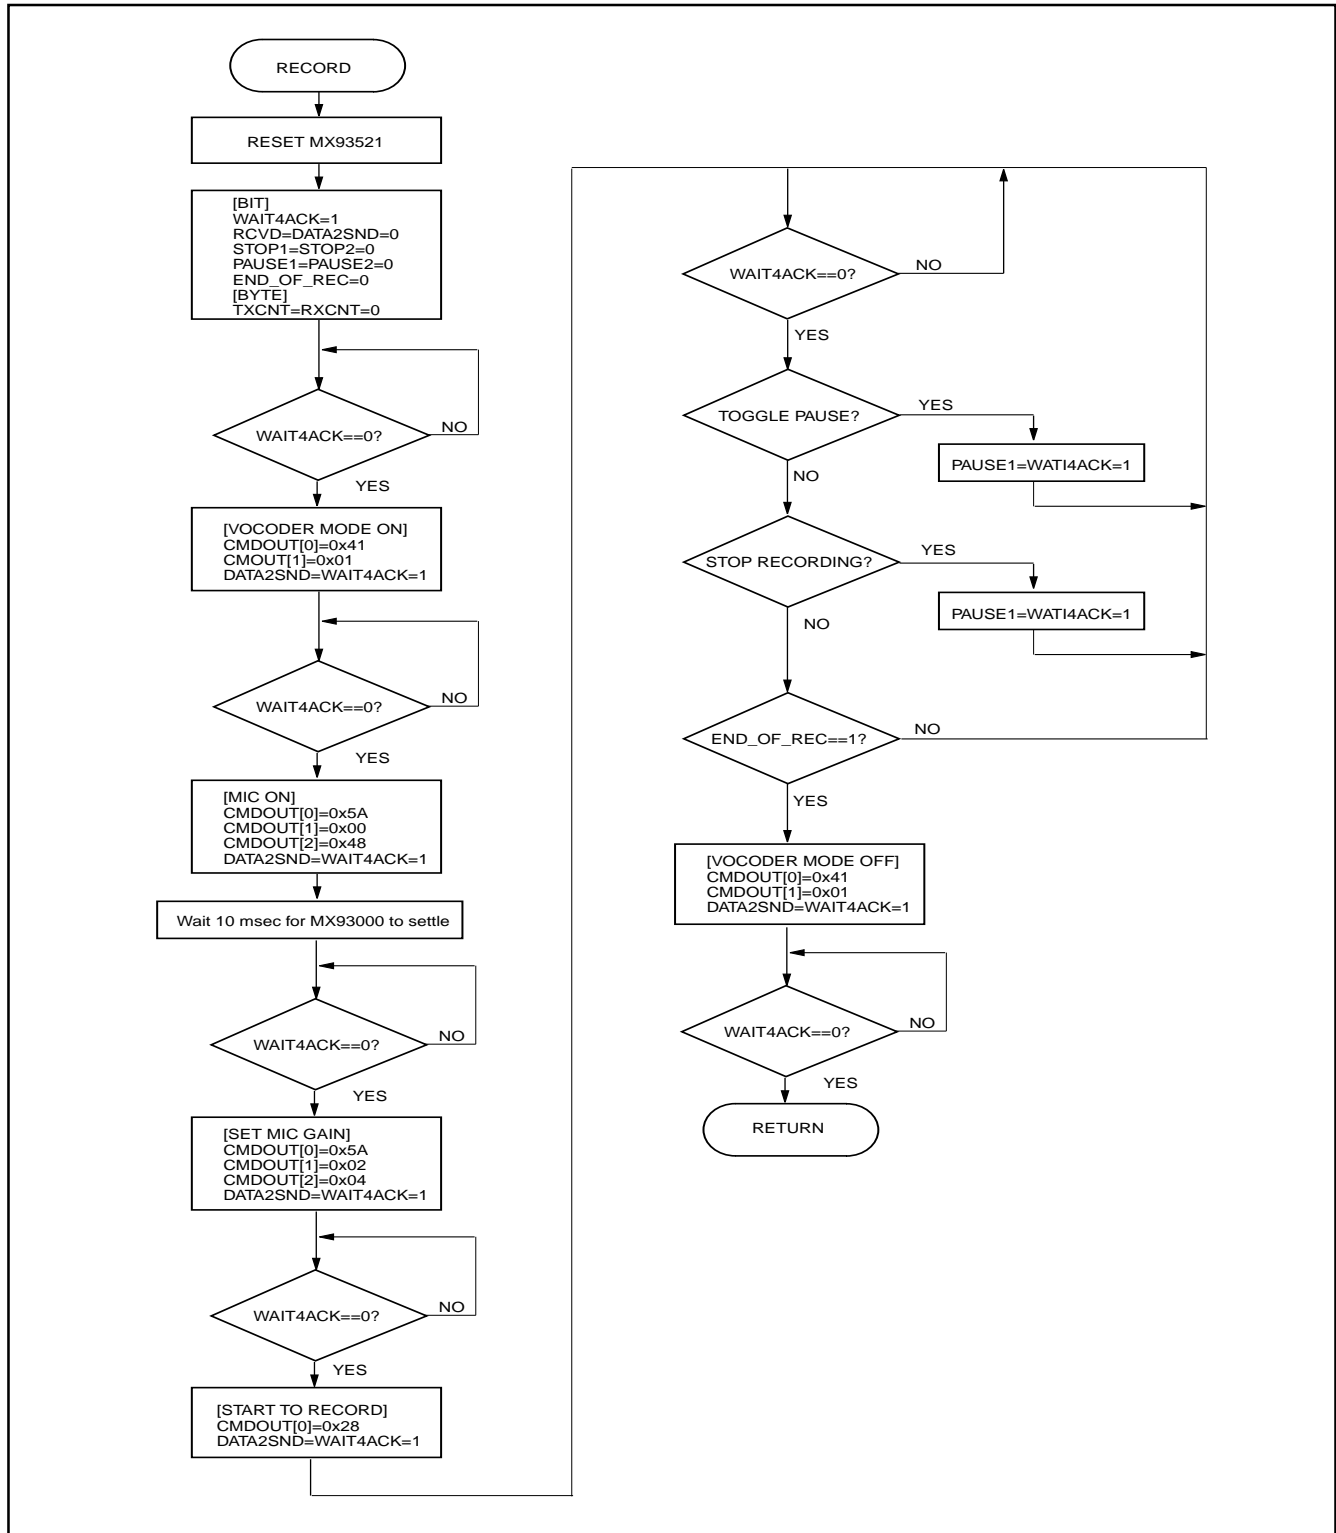 RECORD
RESET MX93521
[BIT]
WAIT4ACK=1
RCVD=DATA2SND=0
STOP1=STOP2=0
PAUSE1=PAUSE2=0
END_OF_REC=0
[BYTE]
TXCNT=RXCNT=0
WAIT4ACK==0?
NO
YES
[VOCODER MODE ON]
CMDOUT[0]=0x41
CMOUT[1]=0x01
DATA2SND=WAIT4ACK=1
WAIT4ACK==0?
NO
YES
[MIC ON]
CMDOUT[0]=0x5A
CMDOUT[1]=0x00
CMDOUT[2]=0x48
DATA2SND=WAIT4ACK=1
Wait 10 msec for MX93000 to settle
WAIT4ACK==0?
NO
YES
[SET MIC GAIN]
CMDOUT[0]=0x5A
CMDOUT[1]=0x02
CMDOUT[2]=0x04
DATA2SND=WAIT4ACK=1
WAIT4ACK==0?
NO
YES
[START TO RECORD]
CMDOUT[0]=0x28
DATA2SND=WAIT4ACK=1
WAIT4ACK==0?
NO
YES
TOGGLE PAUSE?
YES
PAUSE1=WATI4ACK=1
NO
STOP RECORDING?
YES
PAUSE1=WATI4ACK=1
NO
END_OF_REC==1?
NO
YES
[VOCODER MODE OFF]
CMDOUT[0]=0x41
CMDOUT[1]=0x01
DATA2SND=WAIT4ACK=1
WAIT4ACK==0?
NO
YES
RETURN